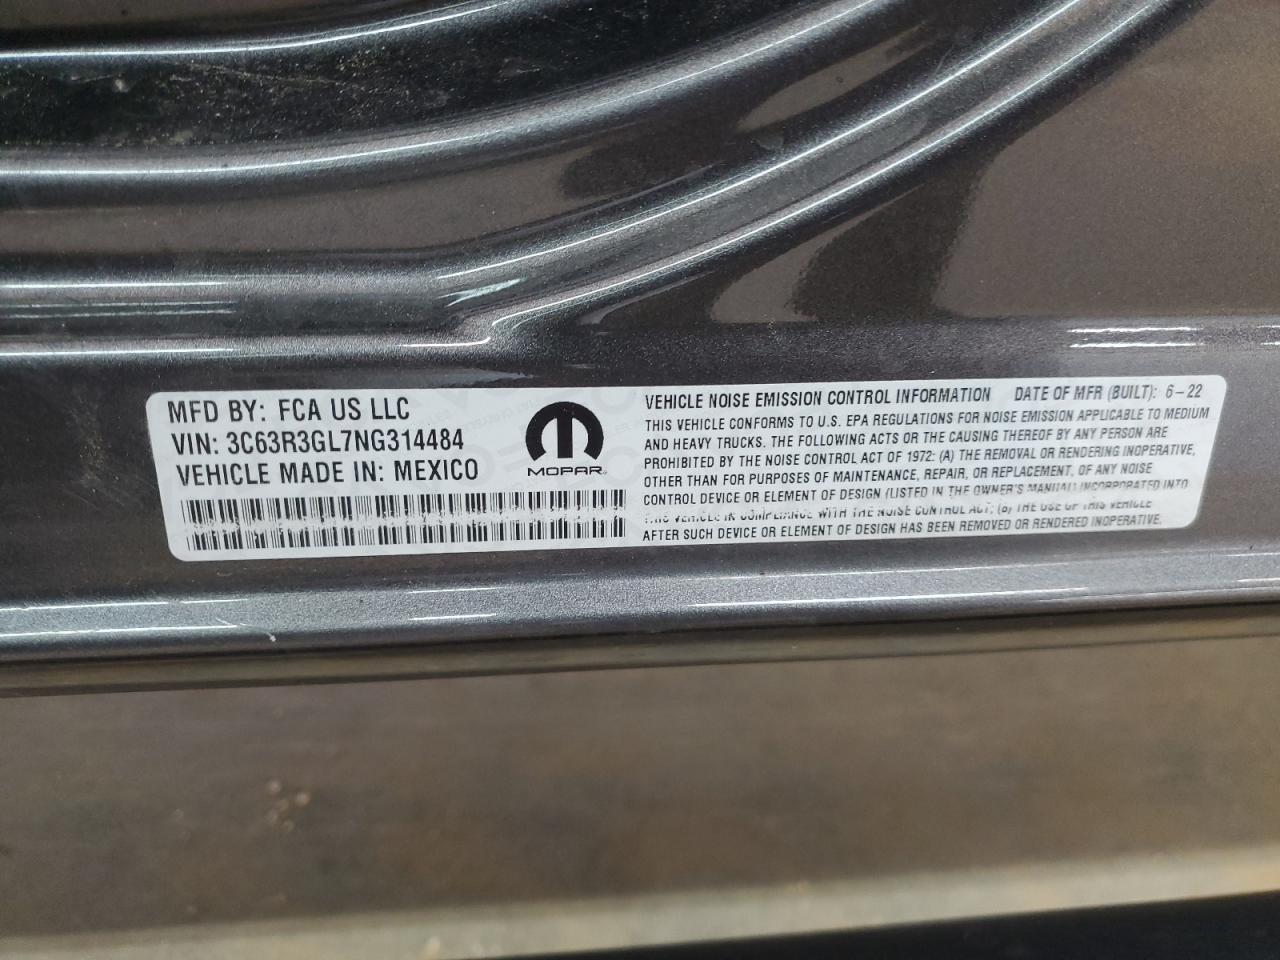 MFD BY: FCA US LLC
VIN: 3C63R3GL7NG314484
VEHICLE MADE IN: MEXICO
MOPAR
VEHICLE NOISE EMISSION CONTROL INFORMATION DATE OF MFR (BUILT): 6-22
THIS VEHICLE CONFORMS TO U.S. EPA REGULATIONS FOR NOISE EMISSION APPLICABLE TO MEDIUM
AND HEAVY TRUCKS. THE FOLLOWING ACTS OR THE CAUSING THEREOF BY ANY PERSON ARE
PROHIBITED BY THE NOISE CONTROL ACT OF 1972: (A) THE REMOVAL OR RENDERING INOPERATIVE,
OTHER THAN FOR PURPOSES OF MAINTENANCE, REPAIR, OR REPLACEMENT, OF ANY NOISE
CONTROL DEVICE OR ELEMENT OF DESIGN (LISTED IN THE OWNER'S MANUAL) INCORPORATED INTO
THIS VEHICLE IN COMPLIANCE WITH THE NOISE CONTROL ACT; (B) THE USE OF THIS VEHICLE
AFTER SUCH DEVICE OR ELEMENT OF DESIGN HAS BEEN REMOVED OR RENDERED INOPERATIVE.